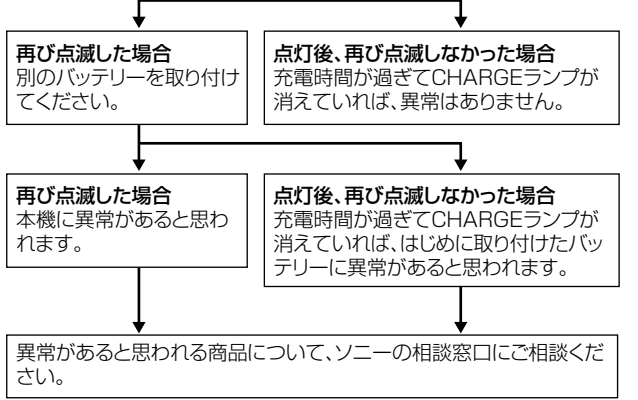 再び点滅した場合
別のバッテリーを取り付け
てください。
点灯後、再び点滅しなかった場合
充電時間が過ぎてCHARGEランプが
消えていれば、異常はありません。
再び点滅した場合
本機に異常があると思わ
れます。
点灯後、再び点滅しなかった場合
充電時間が過ぎてCHARGEランプが
消えていれば、はじめに取り付けたバッ
テリーに異常があると思われます。
異常があると思われる商品について、ソニーの相談窓口にご相談くだ
さい。